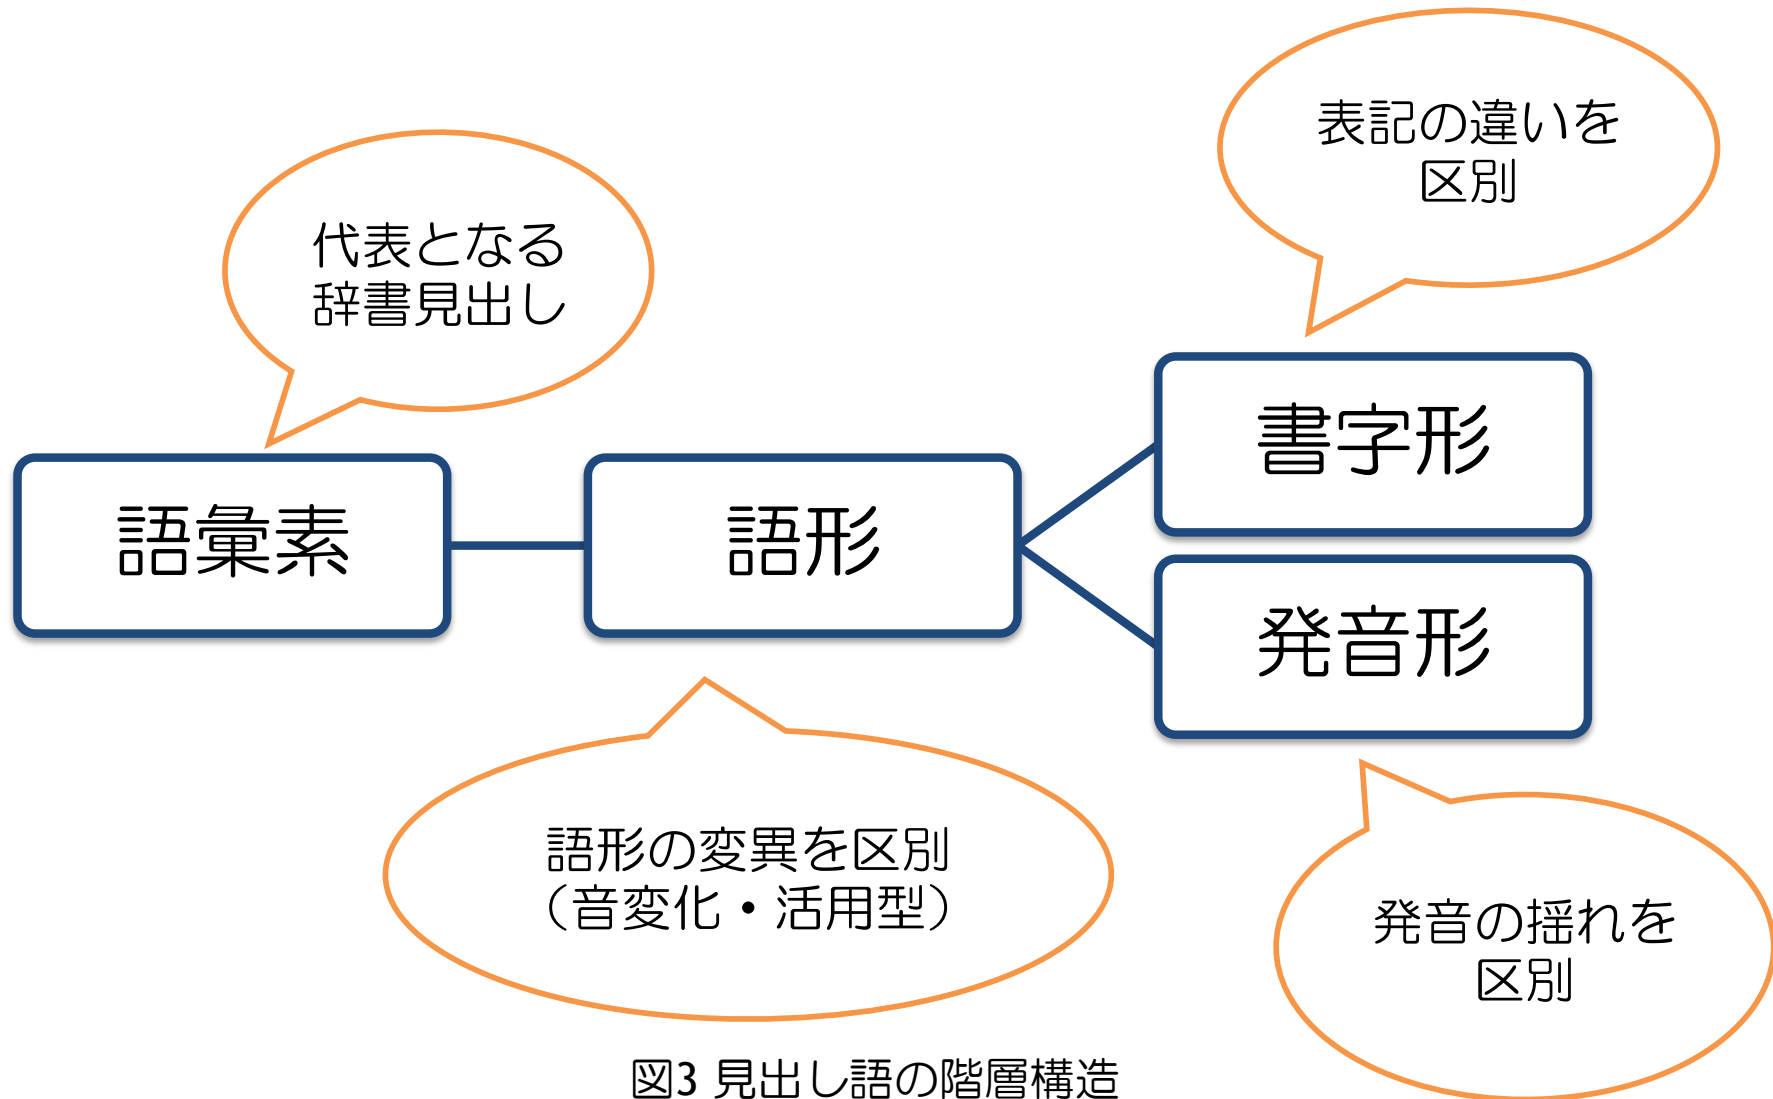 表記の違いを
区別
代表となる
辞書見出し
語彙素
語形
書字形
発音形
語形の変異を区別
（音変化・活用型）
発音の揺れを
区別
図3 見出し語の階層構造